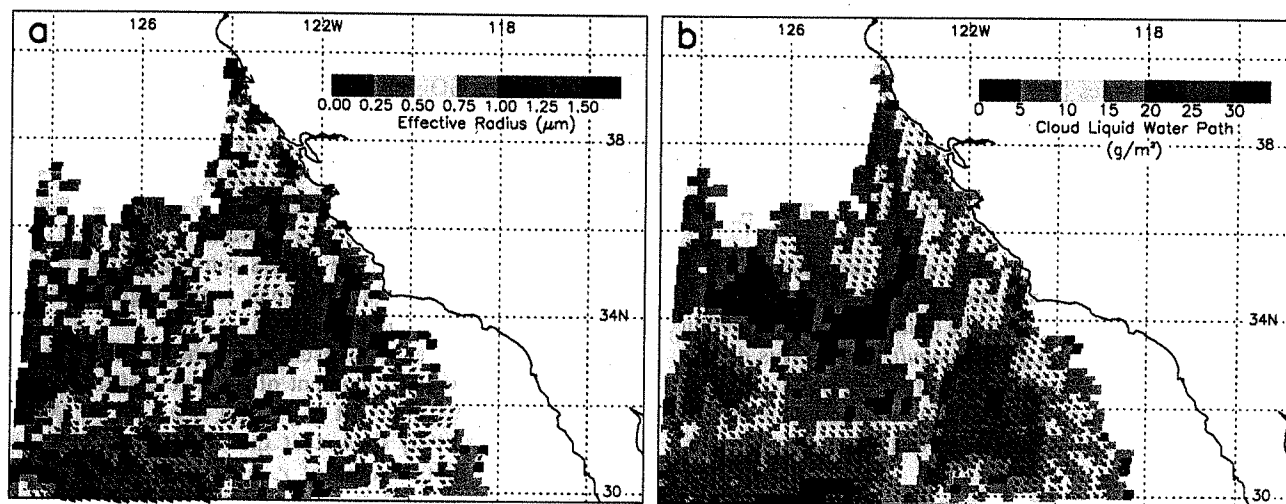 a
126 122W 118
0.00 0.25 0.50 0.75 1.00 1.25 1.50
Effective Radius (μm)
38
34N
30
b
126 122W 118
0 5 10 15 20 25 30
Cloud Liquid Water Path
(g/m²)
38
34N
30